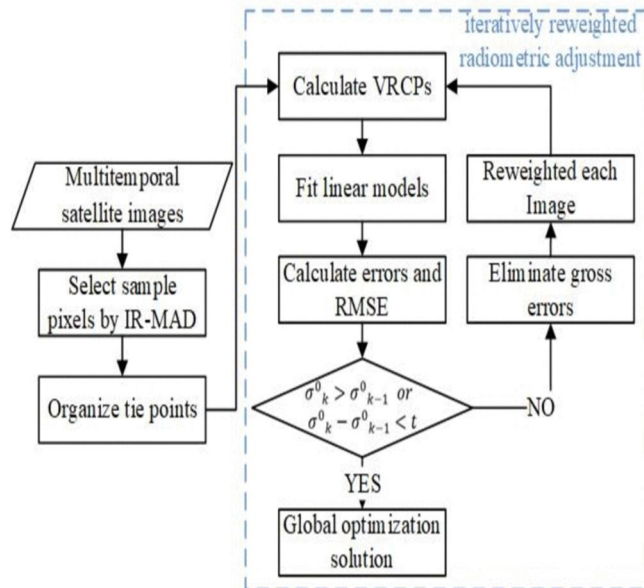 iteratively reweighted
radiometric adjustment
Calculate VRCPs
Multitemporal
satellite images
Fit linear models
Reweighted each
Image
Select sample
pixels by IR-MAD
Calculate errors and
RMSE
Eliminate gross
errors
Organize tie points
σ⁰ₖ > σ⁰ₖ₋₁ or
σ⁰ₖ − σ⁰ₖ₋₁ < t
NO
YES
Global optimization
solution